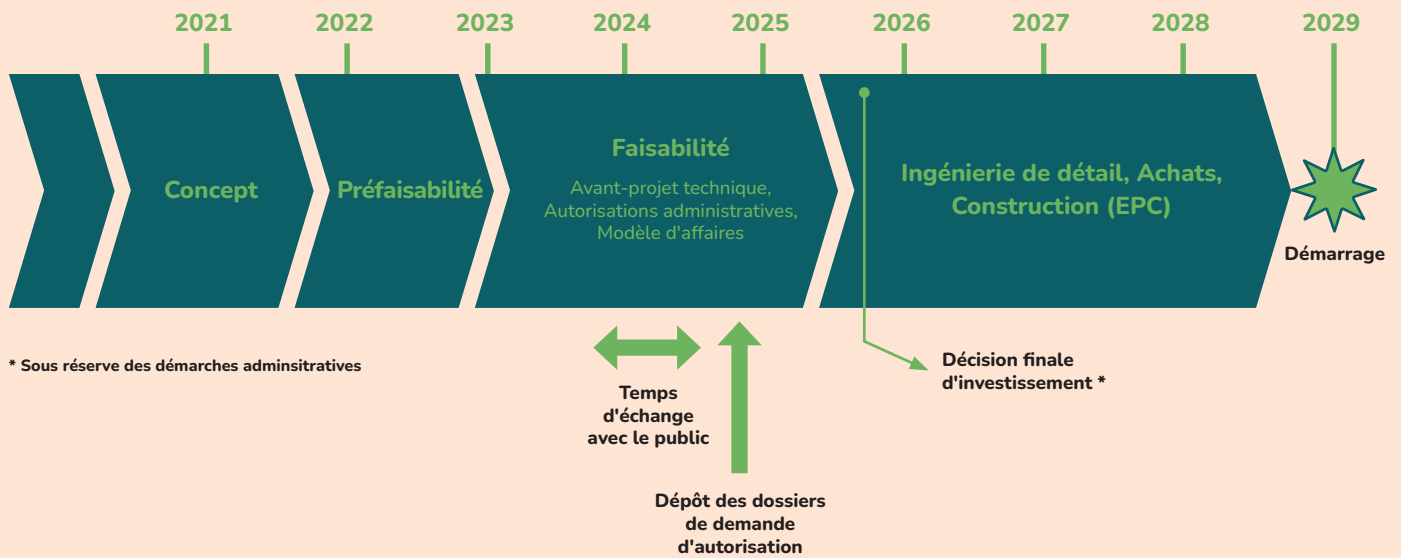 2021 2022 2023 2024 2025 2026 2027 2028 2029
Concept
Préfaisabilité
Faisabilité
Avant-projet technique,
Autorisations administratives,
Modèle d'affaires
Ingénierie de détail, Achats,
Construction (EPC)
Démarrage
* Sous réserve des démarches adminsitratives
Temps
d'échange
avec le public
Décision finale
d'investissement *
Dépôt des dossiers
de demande
d'autorisation